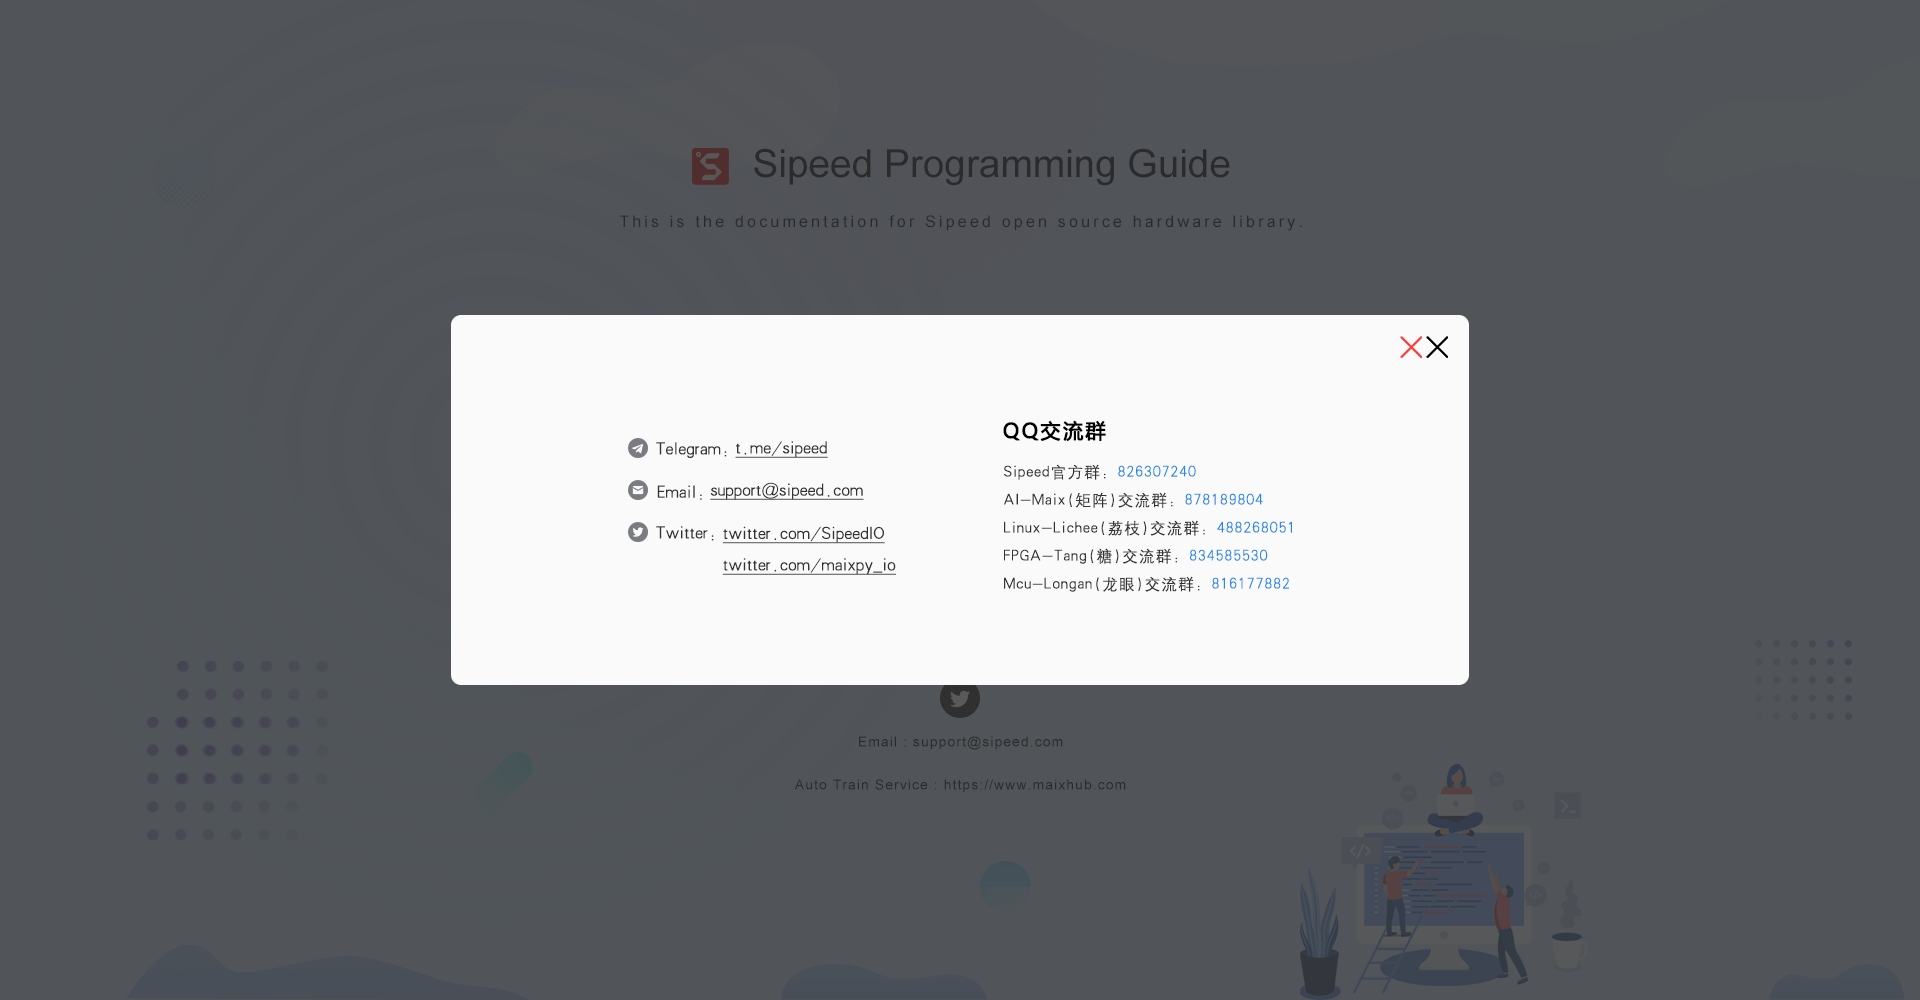 Sipeed Programming Guide
This is the documentation for Sipeed open source hardware library.
Telegram: t.me/sipeed
Email: support@sipeed.com
Twitter: twitter.com/SipeedIO
twitter.com/maixpy_io
QQ交流群
Sipeed官方群: 826307240
AI-Maix(矩阵)交流群: 878189804
Linux-Lichee(荔枝)交流群: 488268051
FPGA-Tang(糖)交流群: 834585530
Mcu-Longan(龙眼)交流群: 816177882
Email : support@sipeed.com
Auto Train Service : https://www.maixhub.com